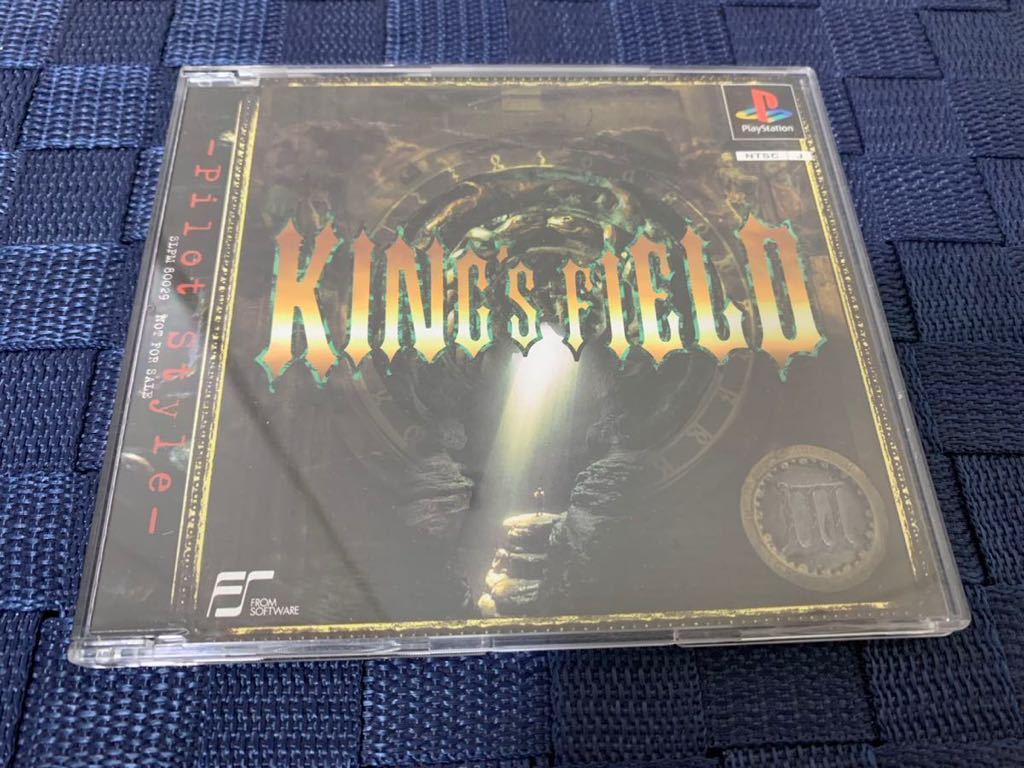 -Pilot Style-
SLPM 80029 NOT FOR SALE
PlayStation
NTSC J
KING'S FIELD
III
FROM
SOFTWARE